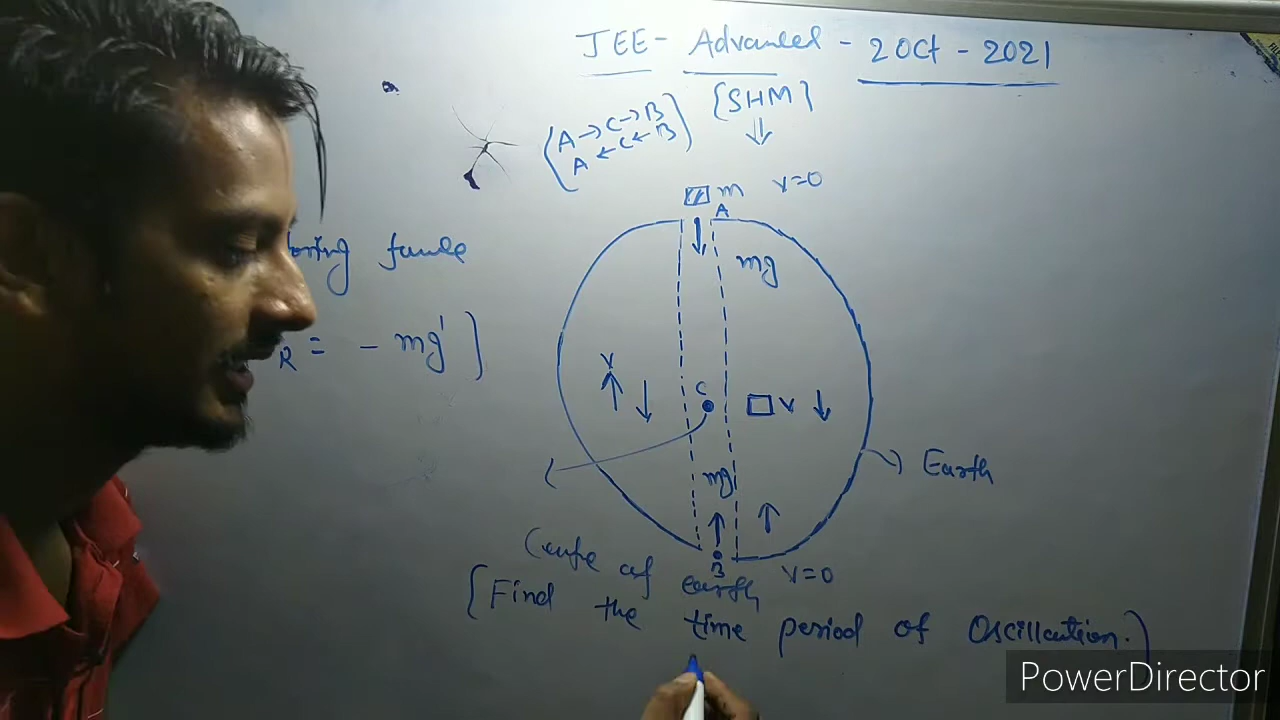 JEE- Advanced - 2 Oct - 2021
{SHM}
⇓
(A → C → B
A ← C ← B)
m v=0
A
mg
R = - mg']
v
C
v
Earth
mg
B
v=0
Centre of earth
{Find the time period of Oscillation.)
PowerDirector